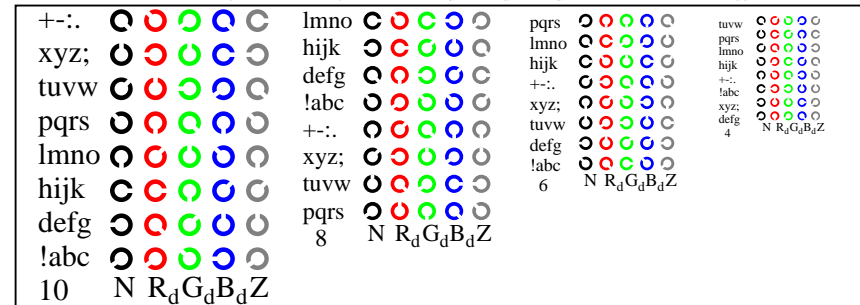 +-:.
xyz;
tuvw
pqrs
lmno
hijk
defg
!abc
10 N RdGdBdZ
lmno
hijk
defg
!abc
+-:.
xyz;
tuvw
pqrs
8 N RdGdBdZ
pqrs
lmno
hijk
+-:.
xyz;
tuvw
defg
!abc
6 N RdGdBdZ
tuvw
pqrs
lmno
hijk
+-:.
!abc
xyz;
defg
4 N RdGdBdZ